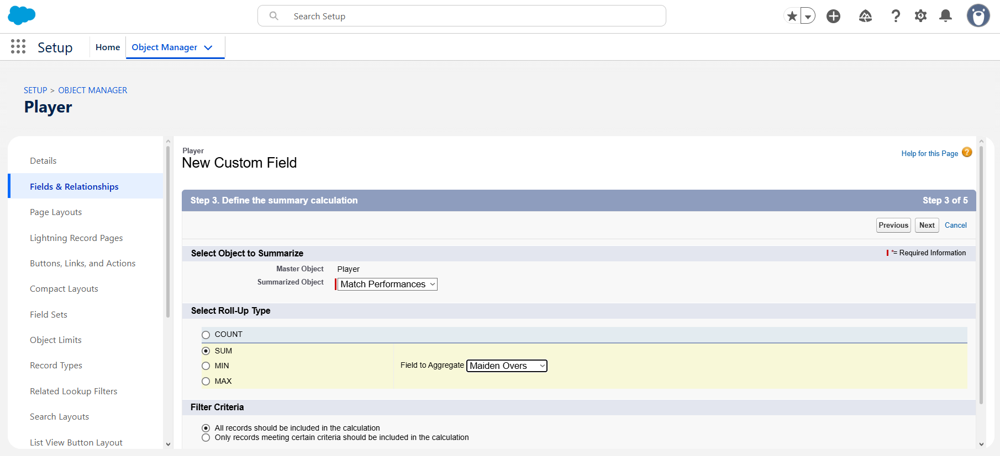 Search Setup
Setup
Home
Object Manager
SETUP > OBJECT MANAGER
Player
Details
Fields & Relationships
Page Layouts
Lightning Record Pages
Buttons, Links, and Actions
Compact Layouts
Field Sets
Object Limits
Record Types
Related Lookup Filters
Search Layouts
List View Button Layout
Player
New Custom Field
Help for this Page ?
Step 3. Define the summary calculation
Step 3 of 5
Previous
Next
Cancel
Select Object to Summarize
*= Required Information
Master Object Player
Summarized Object Match Performances
Select Roll-Up Type
COUNT
SUM
MIN
MAX
Field to Aggregate Maiden Overs
Filter Criteria
All records should be included in the calculation
Only records meeting certain criteria should be included in the calculation